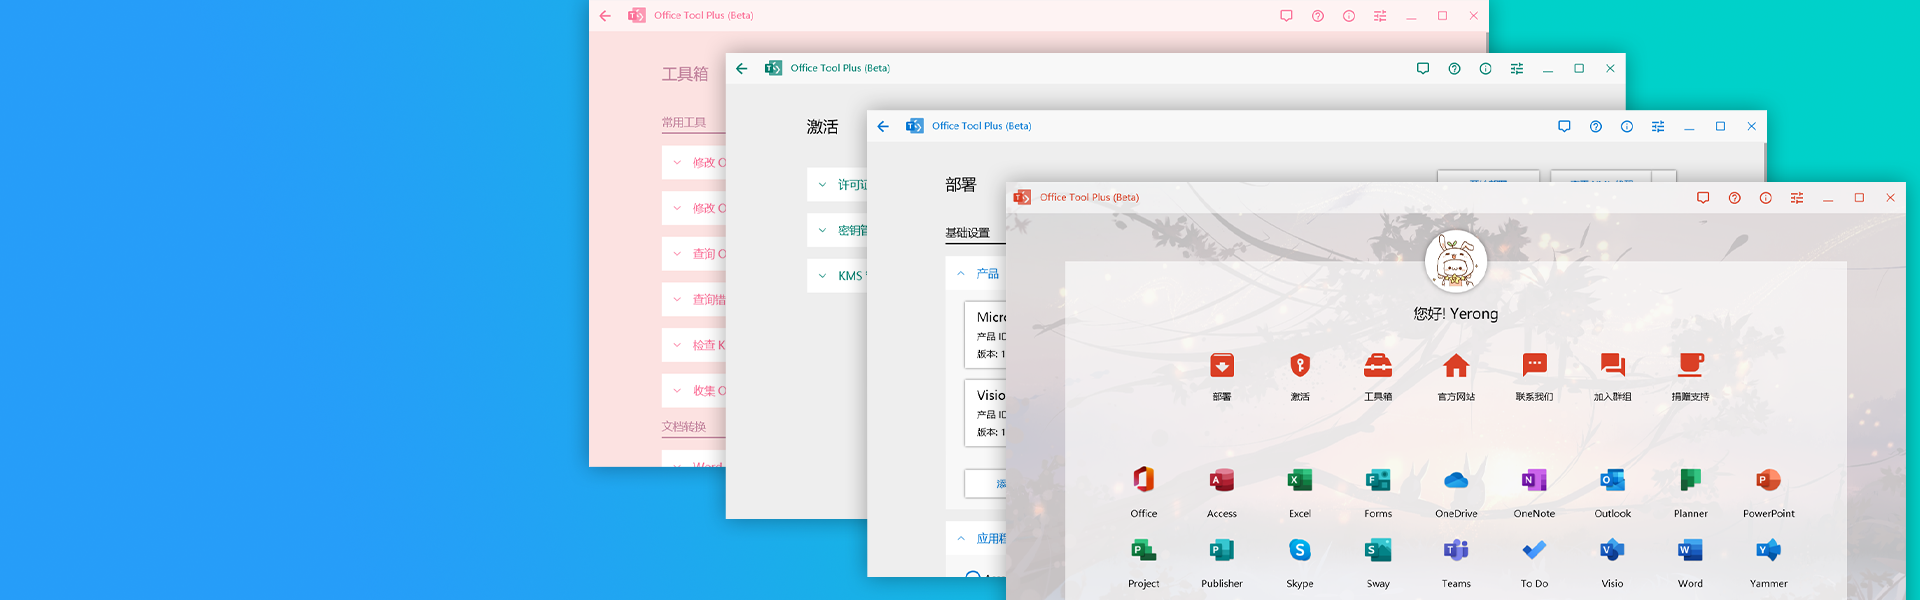 Office Tool Plus (Beta)
工具箱
常用工具
修改 O
修改 O
查询 O
查询错
检查 K
收集 O
文档转换
Word
Office Tool Plus (Beta)
激活
许可证
密钥管
KMS
Office Tool Plus (Beta)
部署
基础设置
产品
Micro
产品 ID
版本: 1
Visio
产品 ID
版本: 1
添
应用程
Office Tool Plus (Beta)
您好! Yerong
部署 激活 工具箱 官方网站 联系我们 加入群组 捐赠支持
Office Access Excel Forms OneDrive OneNote Outlook Planner PowerPoint
Project Publisher Skype Sway Teams To Do Visio Word Yammer